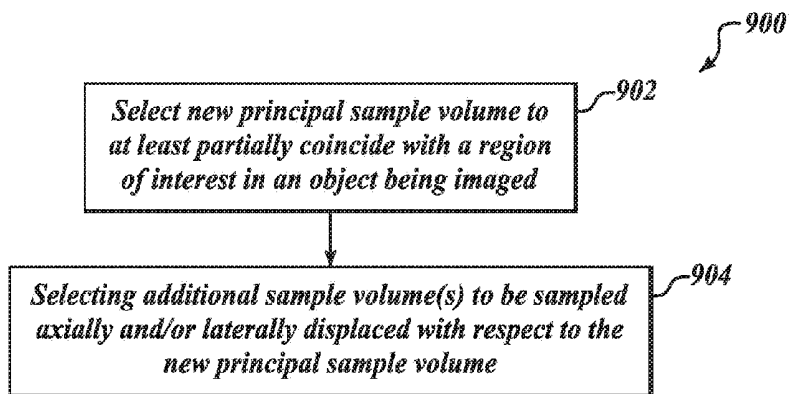 900
902
Select new principal sample volume to
at least partially coincide with a region
of interest in an object being imaged
904
Selecting additional sample volume(s) to be sampled
axially and/or laterally displaced with respect to the
new principal sample volume